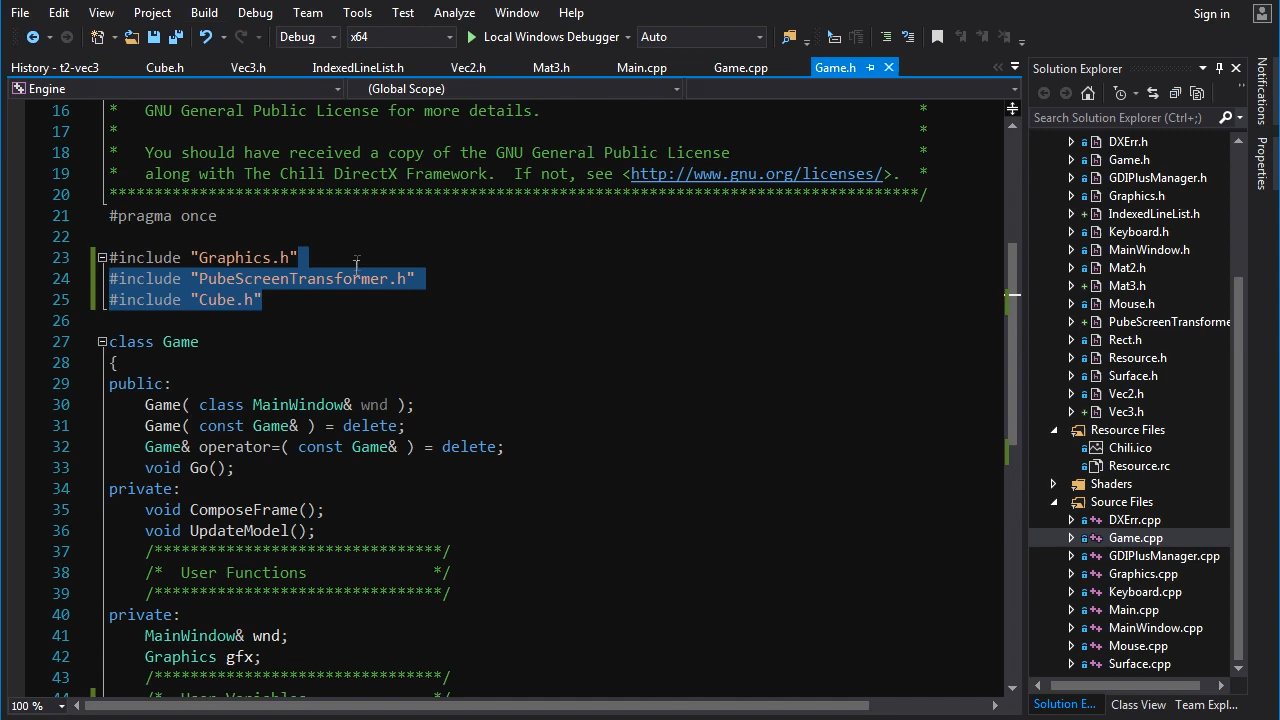 File Edit View Project Build Debug Team Tools Test Analyze Window Help Sign in
Debug x64 Local Windows Debugger Auto
History - t2-vec3 Cube.h Vec3.h IndexedLineList.h Vec2.h Mat3.h Main.cpp Game.cpp Game.h
Engine (Global Scope)
16 * GNU General Public License for more details. *
17 * *
18 * You should have received a copy of the GNU General Public License *
19 * along with The Chili DirectX Framework. If not, see <http://www.gnu.org/licenses/>. *
20 ******************************************************************************************/
21 #pragma once
22
23 #include "Graphics.h"
24 #include "PubeScreenTransformer.h"
25 #include "Cube.h"
26
27 class Game
28 {
29 public:
30 Game( class MainWindow& wnd );
31 Game( const Game& ) = delete;
32 Game& operator=( const Game& ) = delete;
33 void Go();
34 private:
35 void ComposeFrame();
36 void UpdateModel();
37 /********************************/
38 /* User Functions */
39 /********************************/
40 private:
41 MainWindow& wnd;
42 Graphics gfx;
43 /********************************/
44 /* User Variables */
100 %
Solution Explorer
Search Solution Explorer (Ctrl+;)
DXErr.h
Game.h
GDIPlusManager.h
Graphics.h
IndexedLineList.h
Keyboard.h
MainWindow.h
Mat2.h
Mat3.h
Mouse.h
PubeScreenTransforme
Rect.h
Resource.h
Surface.h
Vec2.h
Vec3.h
Resource Files
Chili.ico
Resource.rc
Shaders
Source Files
DXErr.cpp
Game.cpp
GDIPlusManager.cpp
Graphics.cpp
Keyboard.cpp
Main.cpp
MainWindow.cpp
Mouse.cpp
Surface.cpp
Solution E... Class View Team Expl...
Notifications
Properties